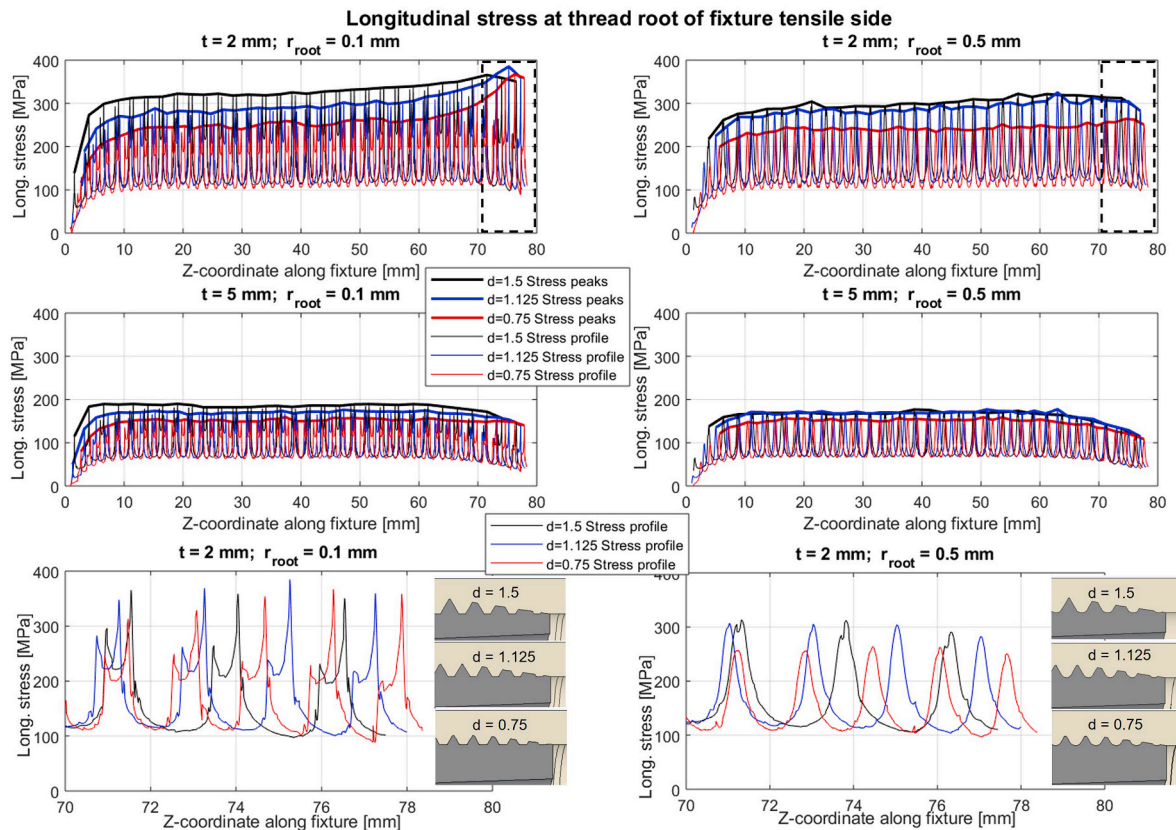 Longitudinal stress at thread root of fixture tensile side
t = 2 mm; r_root = 0.1 mm
400
300
200
100
0
Long. stress [MPa]
0 10 20 30 40 50 60 70 80
Z-coordinate along fixture [mm]
t = 2 mm; r_root = 0.5 mm
400
300
200
100
0
Long. stress [MPa]
0 10 20 30 40 50 60 70 80
Z-coordinate along fixture [mm]
d=1.5 Stress peaks
d=1.125 Stress peaks
d=0.75 Stress peaks
d=1.5 Stress profile
d=1.125 Stress profile
d=0.75 Stress profile
t = 5 mm; r_root = 0.1 mm
400
300
200
100
0
Long. stress [MPa]
0 10 20 30 40 50 60 70 80
Z-coordinate along fixture [mm]
t = 5 mm; r_root = 0.5 mm
400
300
200
100
0
Long. stress [MPa]
0 10 20 30 40 50 60 70 80
Z-coordinate along fixture [mm]
d=1.5 Stress profile
d=1.125 Stress profile
d=0.75 Stress profile
t = 2 mm; r_root = 0.1 mm
400
300
200
100
0
Long. stress [MPa]
70 72 74 76 78 80
Z-coordinate along fixture [mm]
d = 1.5
d = 1.125
d = 0.75
t = 2 mm; r_root = 0.5 mm
400
300
200
100
0
Long. stress [MPa]
70 72 74 76 78 80
Z-coordinate along fixture [mm]
d = 1.5
d = 1.125
d = 0.75